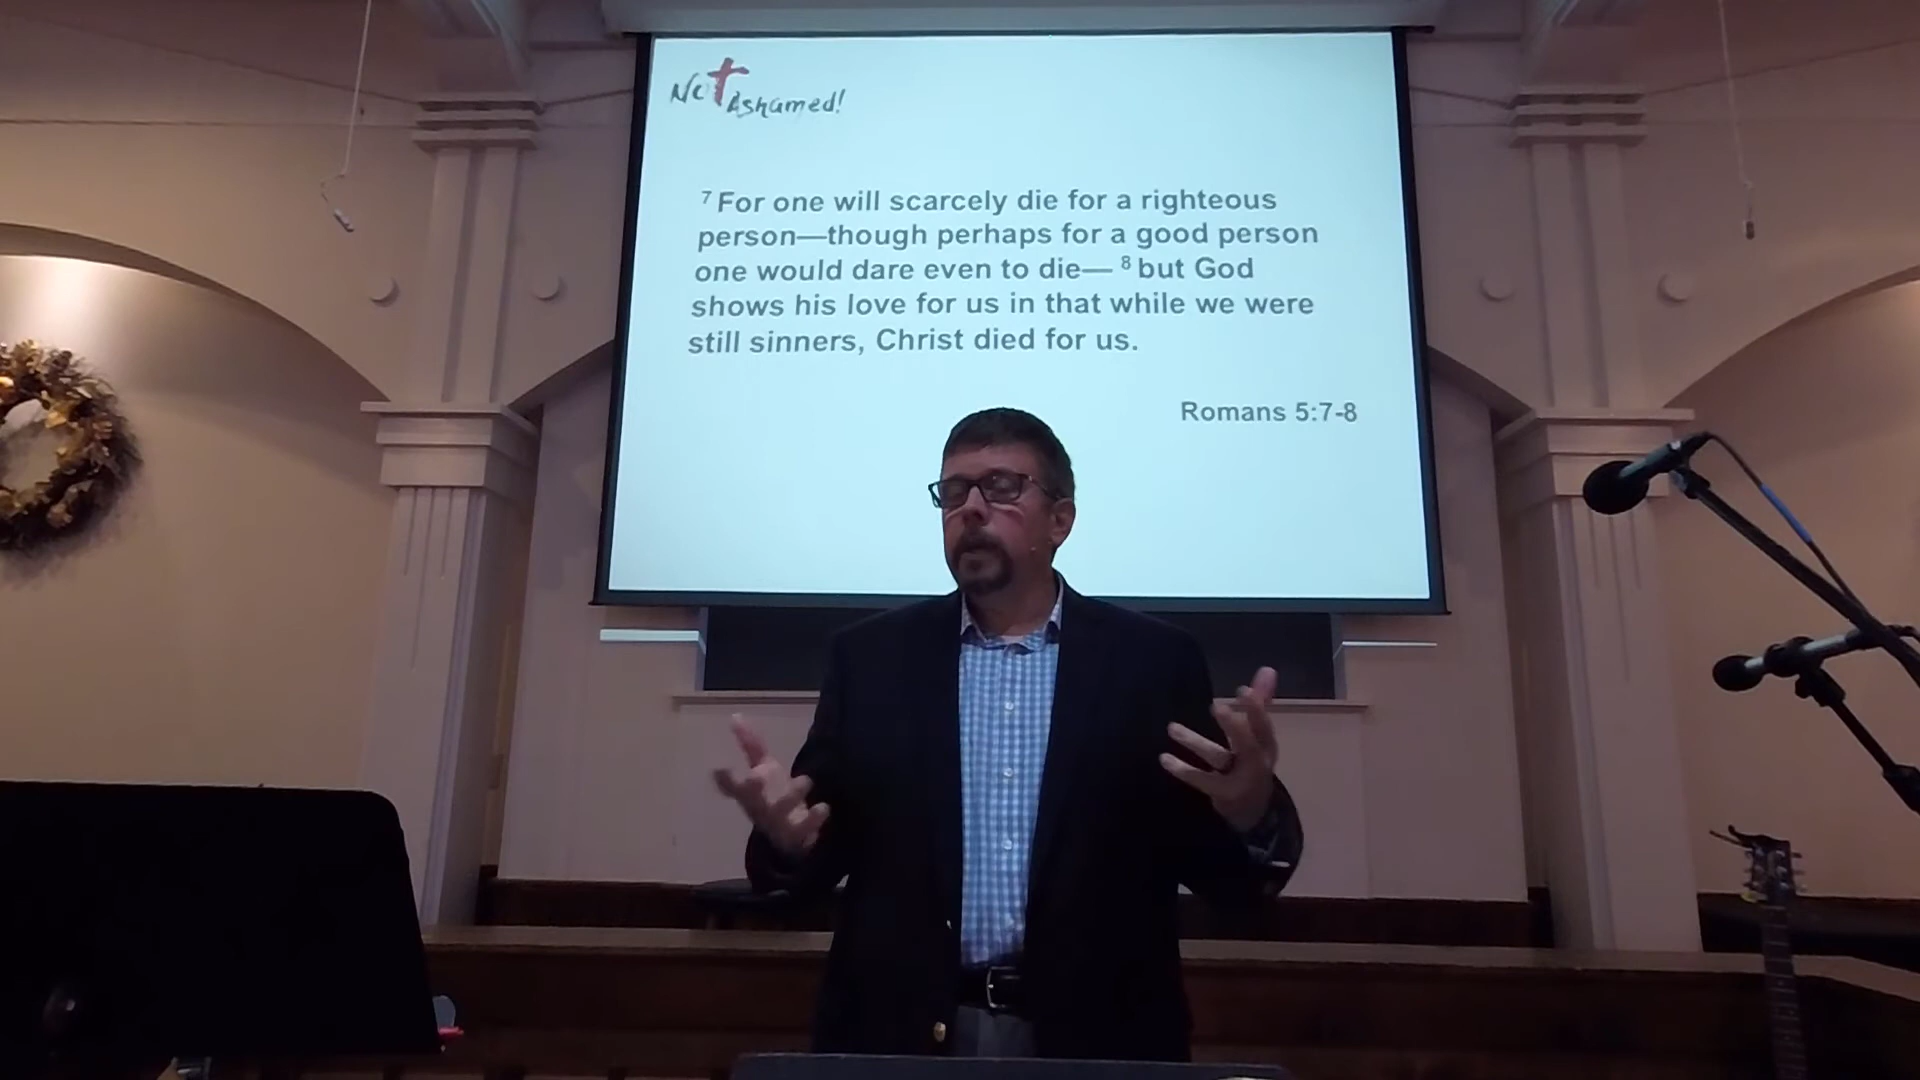 Not Ashamed!
7 For one will scarcely die for a righteous
person—though perhaps for a good person
one would dare even to die— 8 but God
shows his love for us in that while we were
still sinners, Christ died for us.
Romans 5:7-8